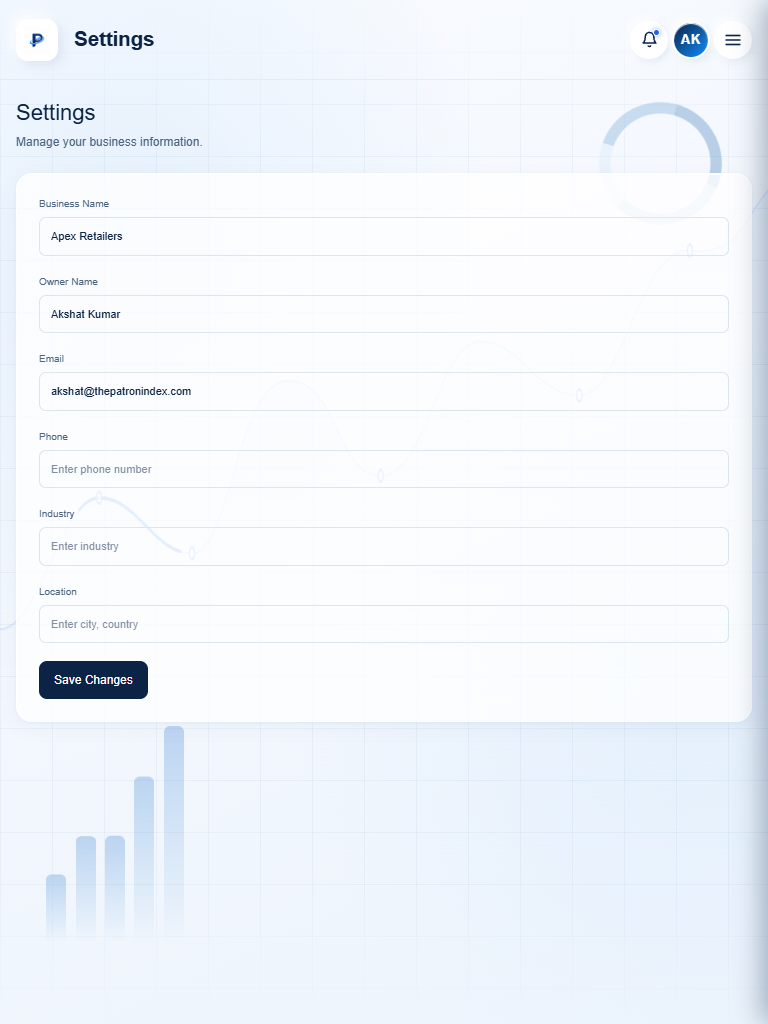 P
Settings
AK
Settings
Manage your business information.
Business Name
Apex Retailers
Owner Name
Akshat Kumar
Email
akshat@thepatronindex.com
Phone
Enter phone number
Industry
Enter industry
Location
Enter city, country
Save Changes